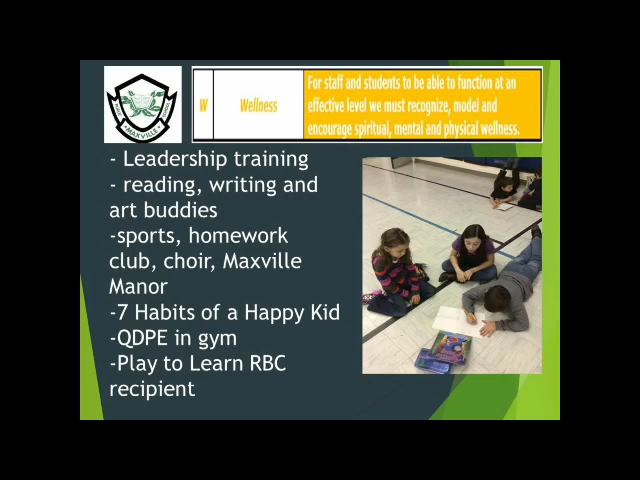 MAXVILLE
W
Wellness
For staff and students to be able to function at an
effective level we must recognize, model and
encourage spiritual, mental and physical wellness.
- Leadership training
- reading, writing and
art buddies
-sports, homework
club, choir, Maxville
Manor
-7 Habits of a Happy Kid
-QDPE in gym
-Play to Learn RBC
recipient